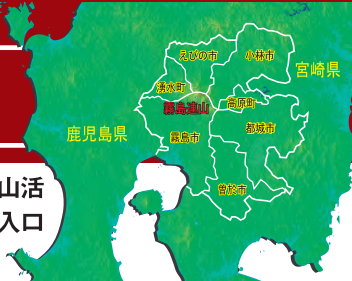 えびの市
小林市
宮崎県
湧水町
霧島連山
高原町
鹿児島県
霧島市
都城市
曽於市
山活
入口